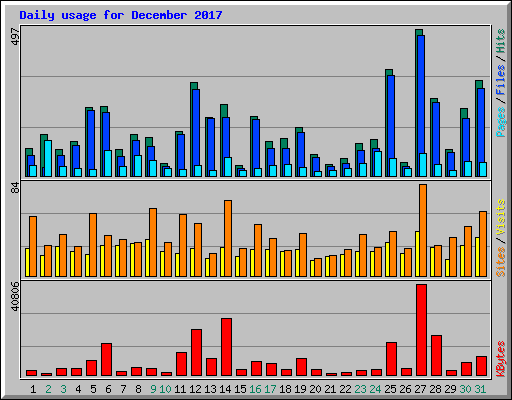 Daily usage for December 2017
497
Pages / Files / Hits
84
Sites / Visits
40806
KBytes
1 2 3 4 5 6 7 8 9 10 11 12 13 14 15 16 17 18 19 20 21 22 23 24 25 26 27 28 29 30 31